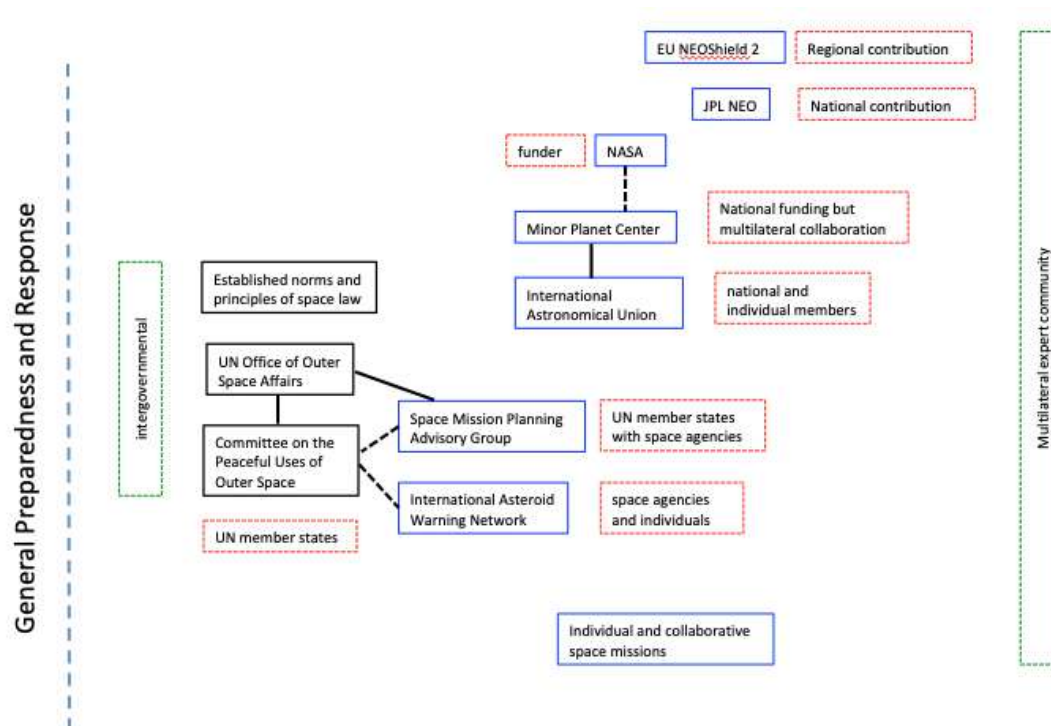 EU NEOShield 2
Regional contribution
JPL NEO
National contribution
funder
NASA
National funding but
multilateral collaboration
Minor Planet Center
Established norms and
principles of space law
International
Astronomical Union
national and
individual members
General Preparedness and Response
intergovernmental
Multilateral expert community
UN Office of Outer
Space Affairs
Space Mission Planning
Advisory Group
UN member states
with space agencies
Committee on the
Peaceful Uses of
Outer Space
International Asteroid
Warning Network
space agencies
and individuals
UN member states
Individual and collaborative
space missions